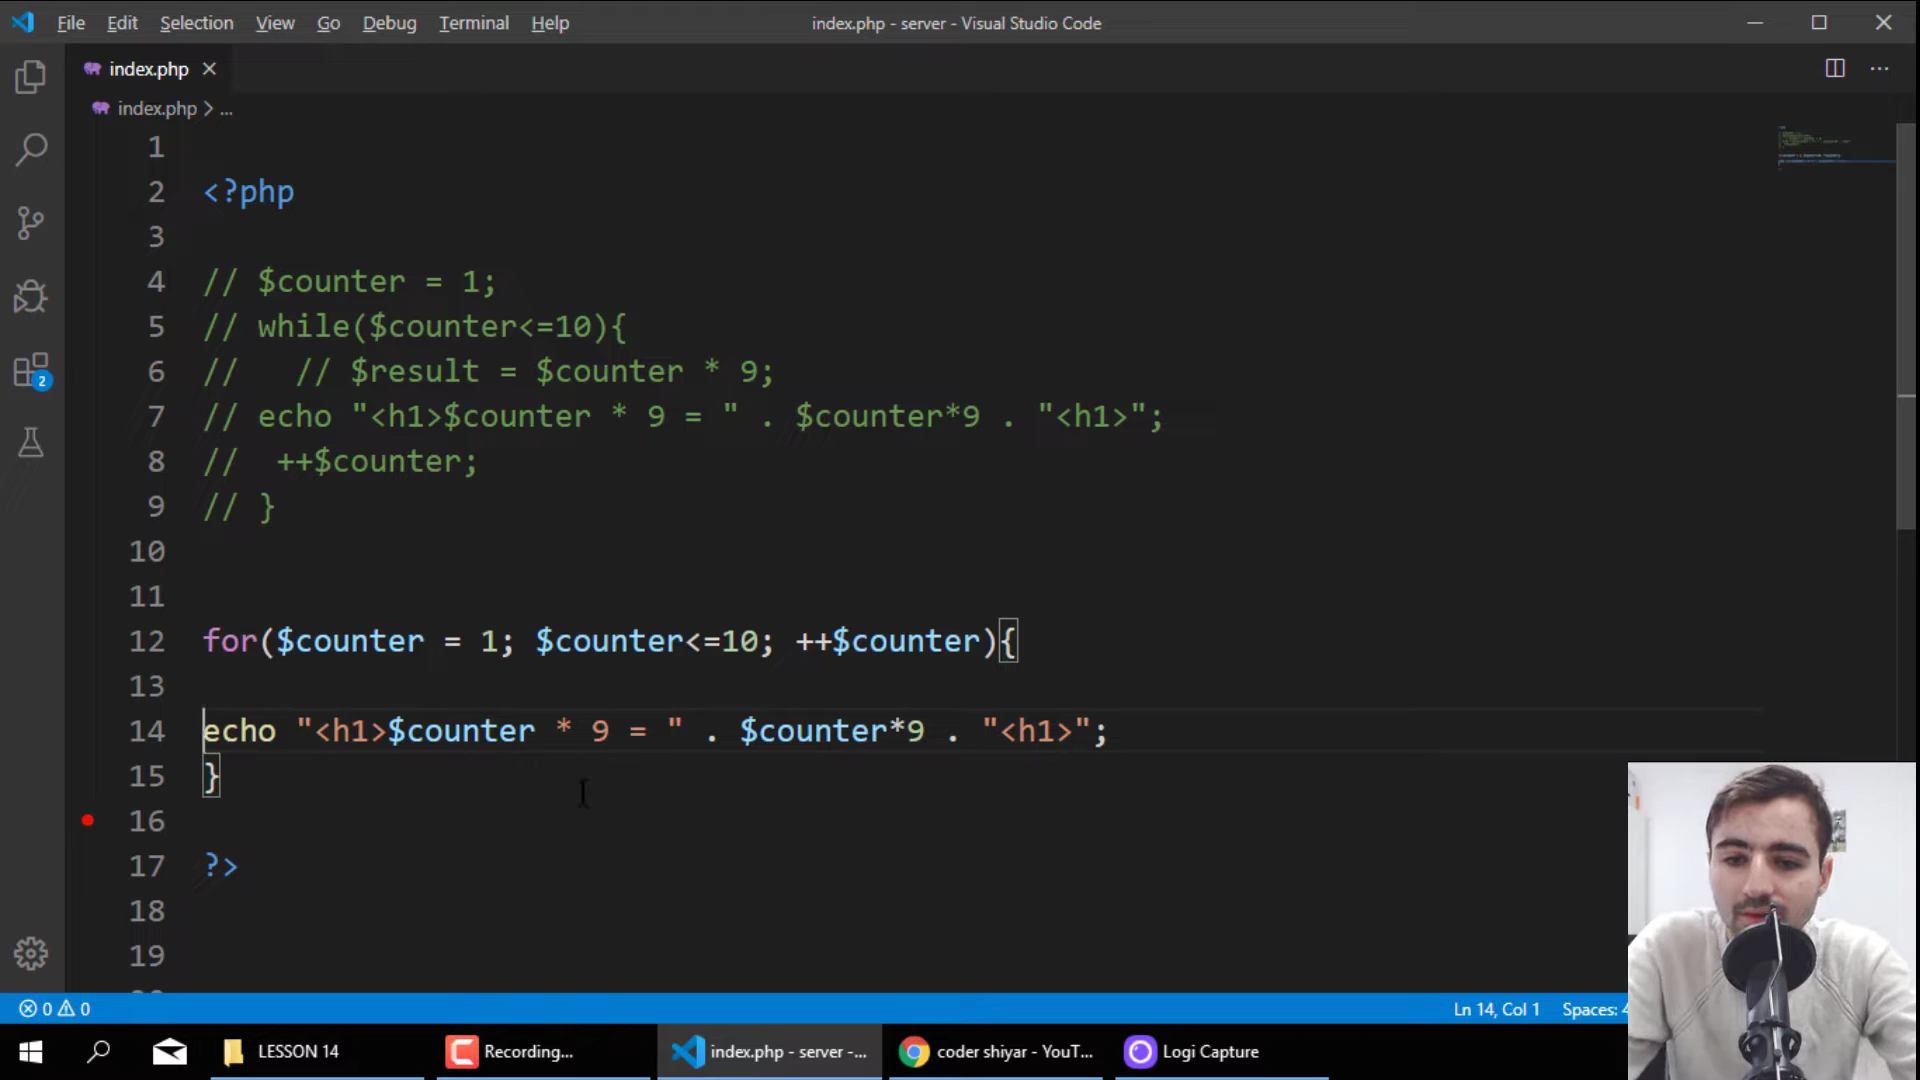 File Edit Selection View Go Debug Terminal Help
index.php - server - Visual Studio Code
index.php
index.php > ...
1
2 <?php
3
4 // $counter = 1;
5 // while($counter<=10){
6 //   // $result = $counter * 9;
7 // echo "<h1>$counter * 9 = " . $counter*9 . "<h1>";
8 //  ++$counter;
9 // }
10
11
12 for($counter = 1; $counter<=10; ++$counter){
13
14 echo "<h1>$counter * 9 = " . $counter*9 . "<h1>";
15 }
16
17 ?>
18
19
2
0 0
Ln 14, Col 1
Spaces:
LESSON 14
Recording...
index.php - server -...
coder shiyar - YouT...
Logi Capture